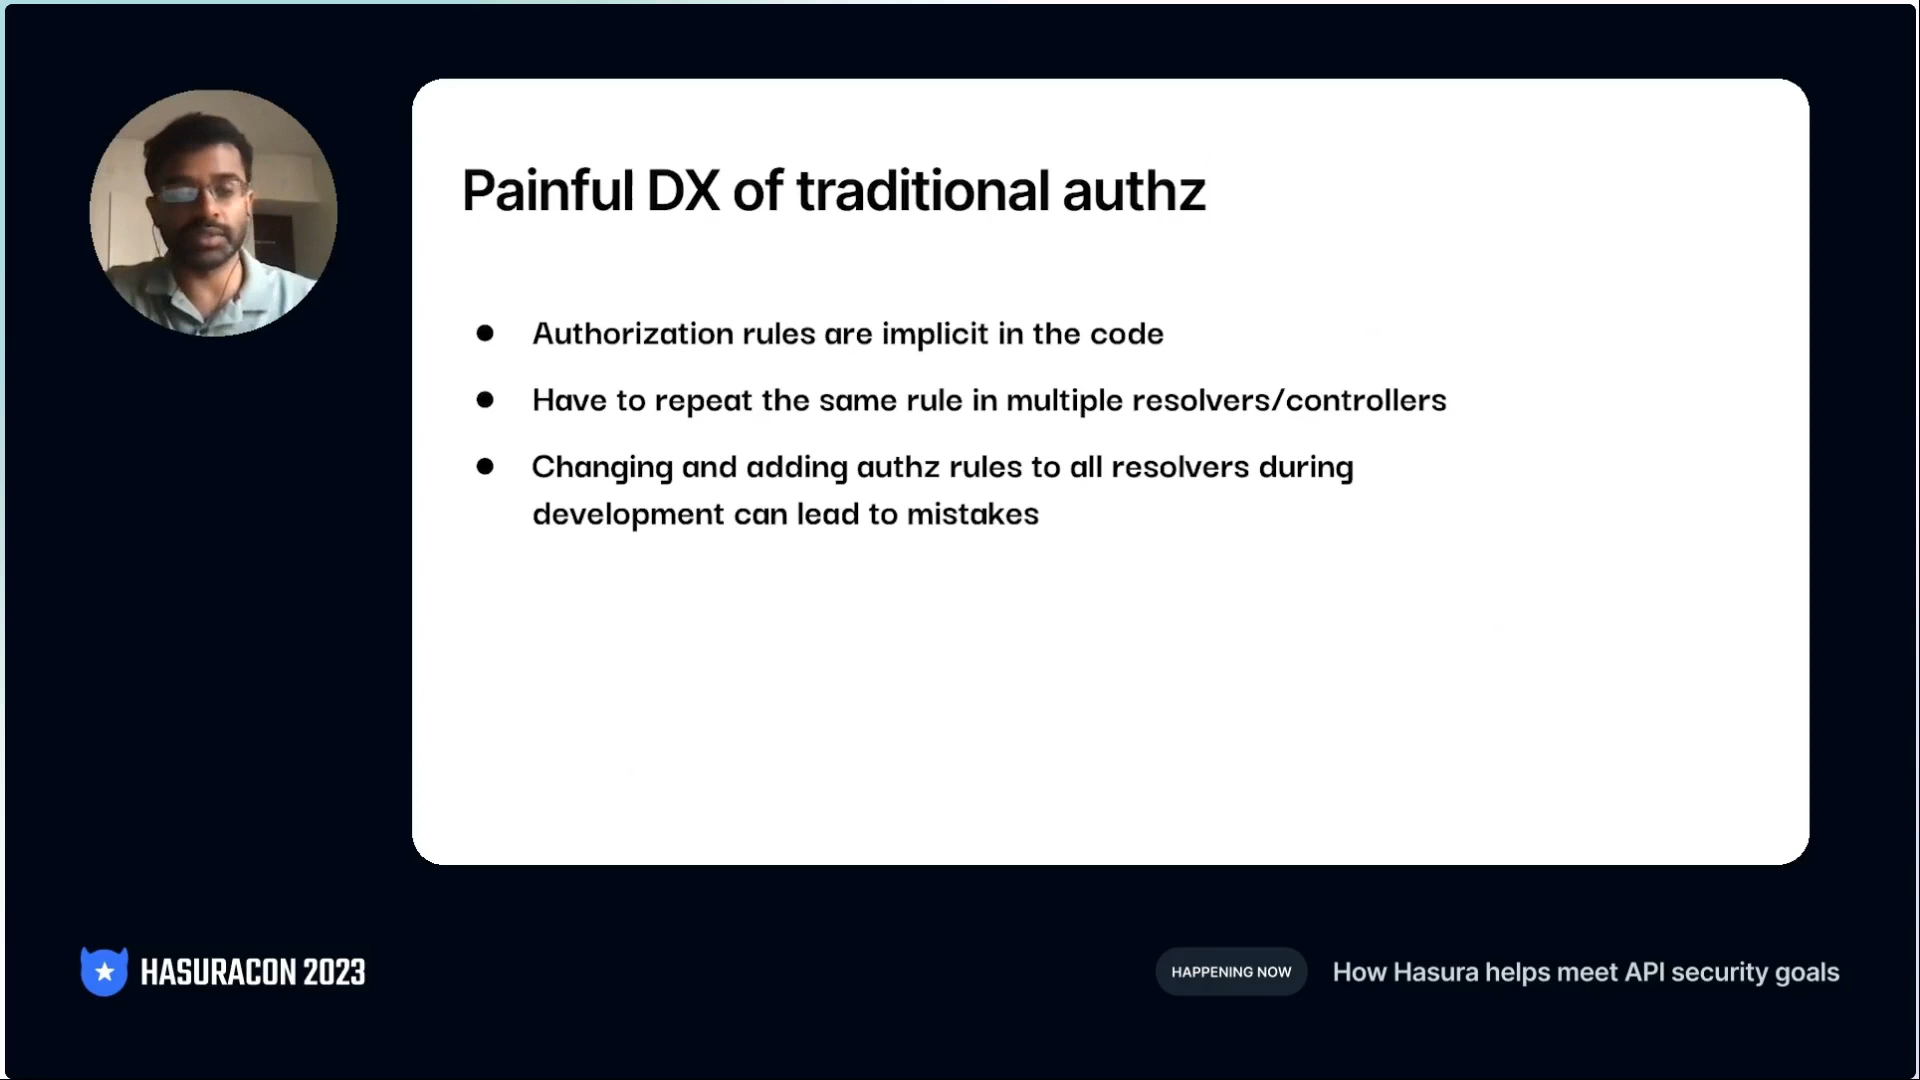 Painful DX of traditional authz
● Authorization rules are implicit in the code
● Have to repeat the same rule in multiple resolvers/controllers
● Changing and adding authz rules to all resolvers during
development can lead to mistakes
HASURACON 2023
HAPPENING NOW How Hasura helps meet API security goals